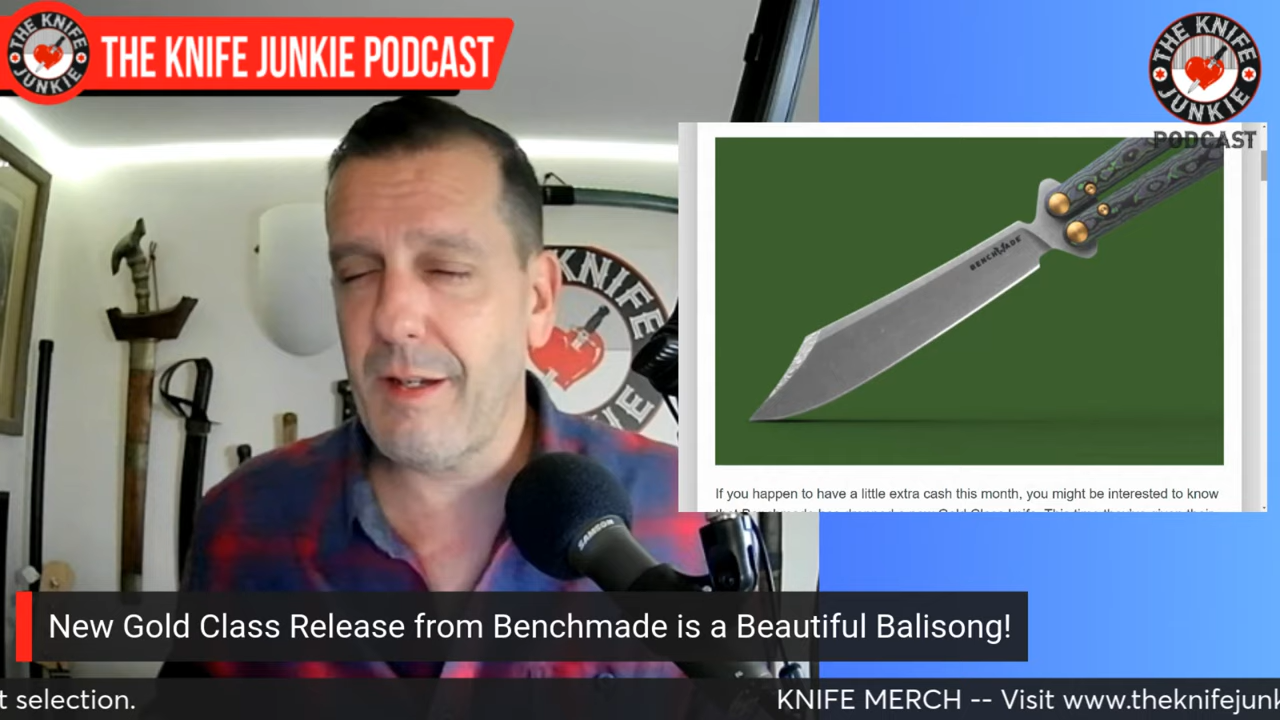 THE KNIFE JUNKIE
THE KNIFE JUNKIE PODCAST
THE KNIFE
JUNKIE
PODCAST
KNIFE
BENCHMADE
SAMSON
If you happen to have a little extra cash this month, you might be interested to know
New Gold Class Release from Benchmade is a Beautiful Balisong!
t selection.
KNIFE MERCH -- Visit www.theknifejunk